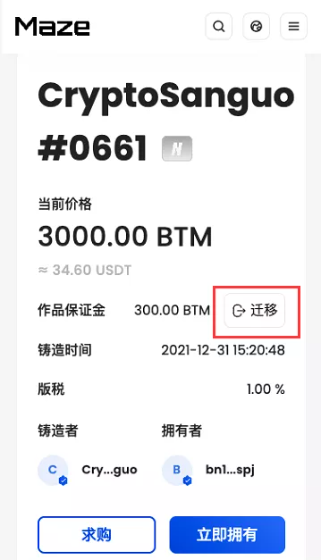 Maze
CryptoSanguo
#0661 N
当前价格
3000.00 BTM
≈ 34.60 USDT
作品保证金 300.00 BTM 迁移
铸造时间 2021-12-31 15:20:48
版税 1.00 %
铸造者 拥有者
C Cry...guo B bn1...spj
求购 立即拥有